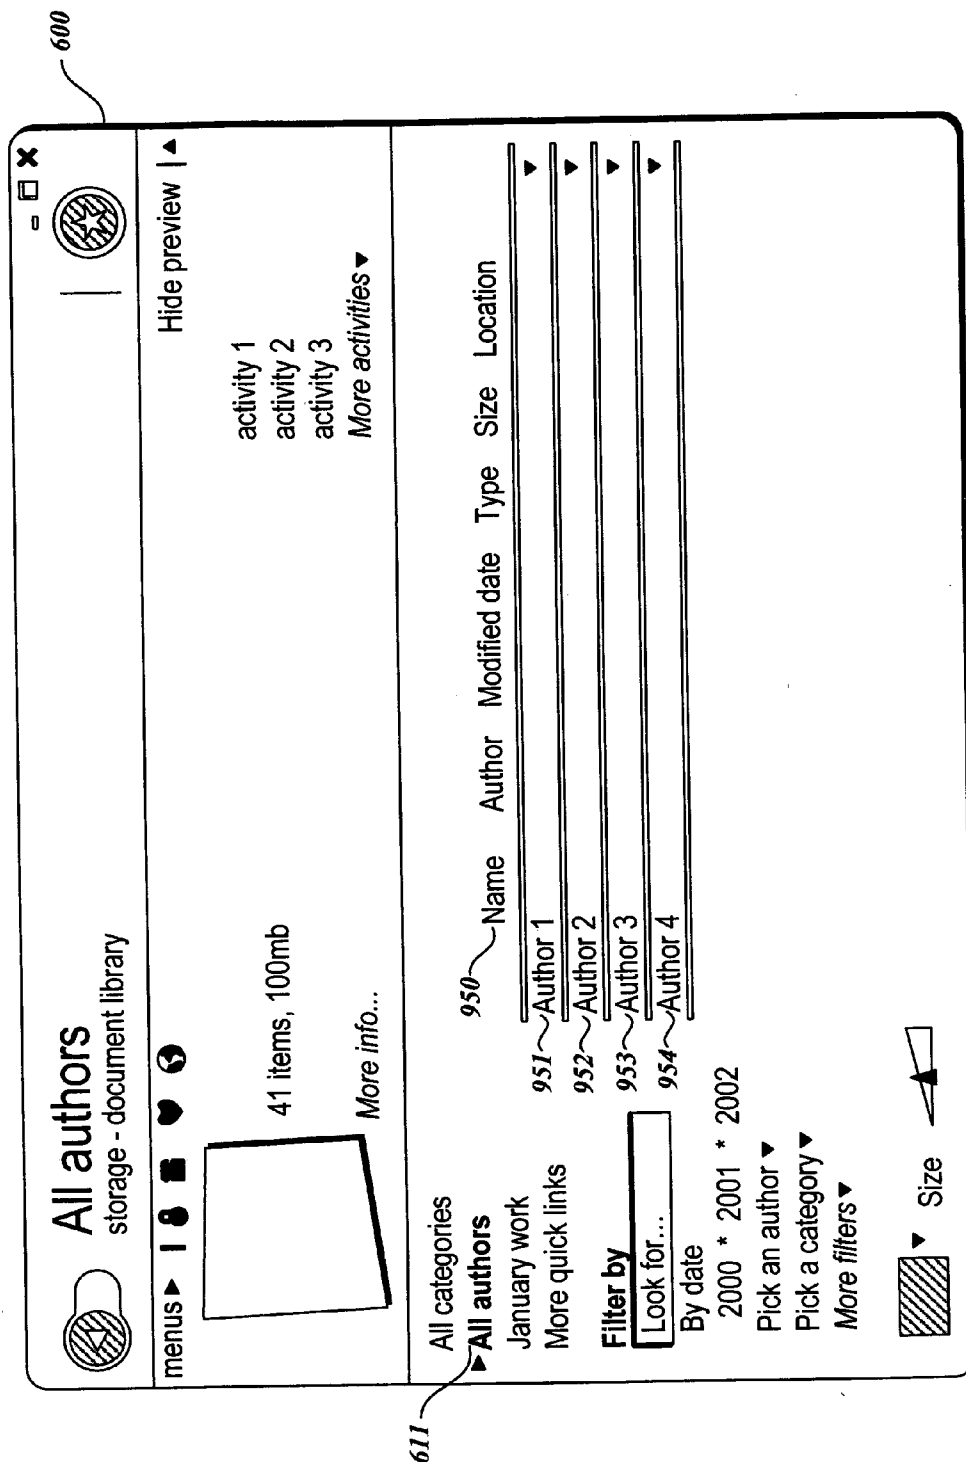 600
All authors
storage - document library
menus
Hide preview
41 items, 100mb
More info...
activity 1
activity 2
activity 3
More activities
611
All categories
All authors
January work
More quick links
Filter by
Look for...
By date
2000 * 2001 * 2002
Pick an author
Pick a category
More filters
Size
950
Name Author Modified date Type Size Location
951 Author 1
952 Author 2
953 Author 3
954 Author 4